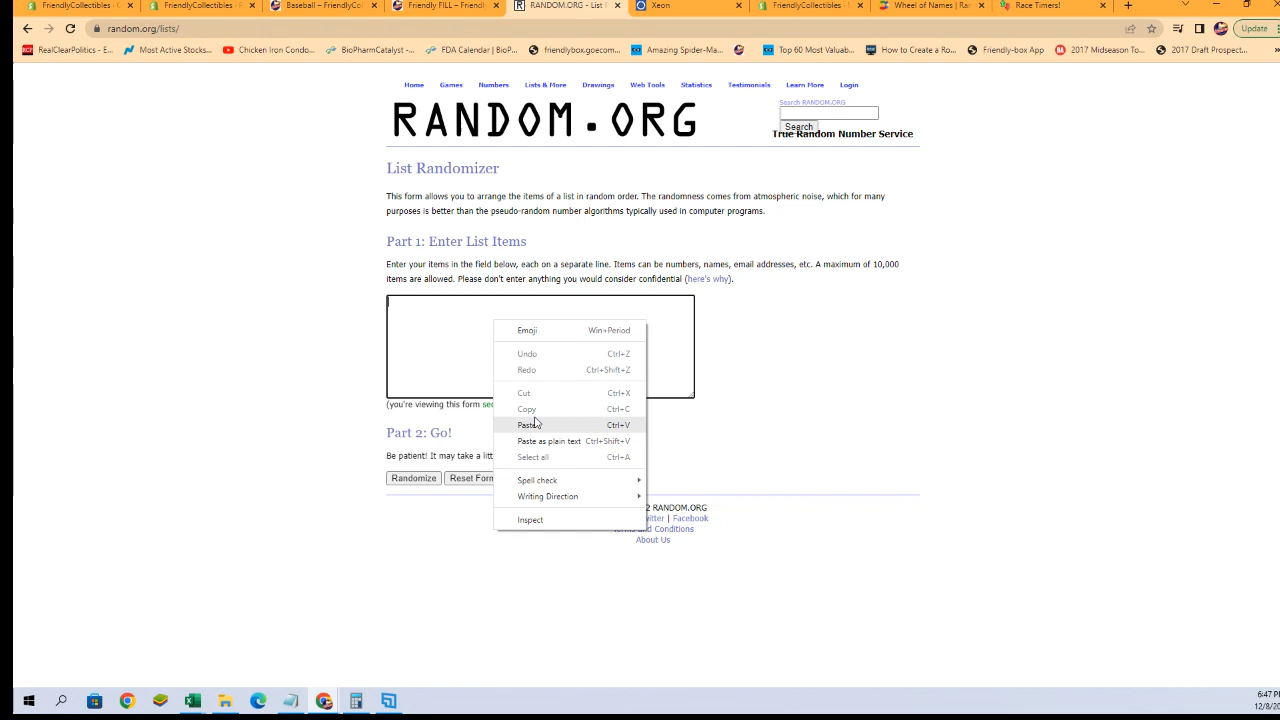 FriendlyCollectibles · FriendlyCollectibles · Baseball – FriendlyCo Friendly FILL – Friendly RANDOM.ORG - List Xeon FriendlyCollectibles · Wheel of Names | Ran Race Timers!
random.org/lists/ Update
RealClearPolitics - E... Most Active Stocks... Chicken Iron Condo... BioPharmCatalyst -... FDA Calendar | BioP... friendlybox.goecom... Amazing Spider-Ma... Top 60 Most Valuab... How to Create a Ro... Friendly-box App 2017 Midseason To... 2017 Draft Prospect...
Home Games Numbers Lists & More Drawings Web Tools Statistics Testimonials Learn More Login
RANDOM.ORG
Search RANDOM.ORG
Search
True Random Number Service
List Randomizer
This form allows you to arrange the items of a list in random order. The randomness comes from atmospheric noise, which for many
purposes is better than the pseudo-random number algorithms typically used in computer programs.
Part 1: Enter List Items
Enter your items in the field below, each on a separate line. Items can be numbers, names, email addresses, etc. A maximum of 10,000
items are allowed. Please don't enter anything you would consider confidential (here's why).
Emoji Win+Period
Undo Ctrl+Z
Redo Ctrl+Shift+Z
Cut Ctrl+X
Copy Ctrl+C
Paste Ctrl+V
Paste as plain text Ctrl+Shift+V
Select all Ctrl+A
Spell check
Writing Direction
Inspect
(you're viewing this form sec
Part 2: Go!
Be patient! It may take a litt
Randomize Reset Form
2 RANDOM.ORG
witter | Facebook
Terms and Conditions
About Us
6:47 PM
12/8/20